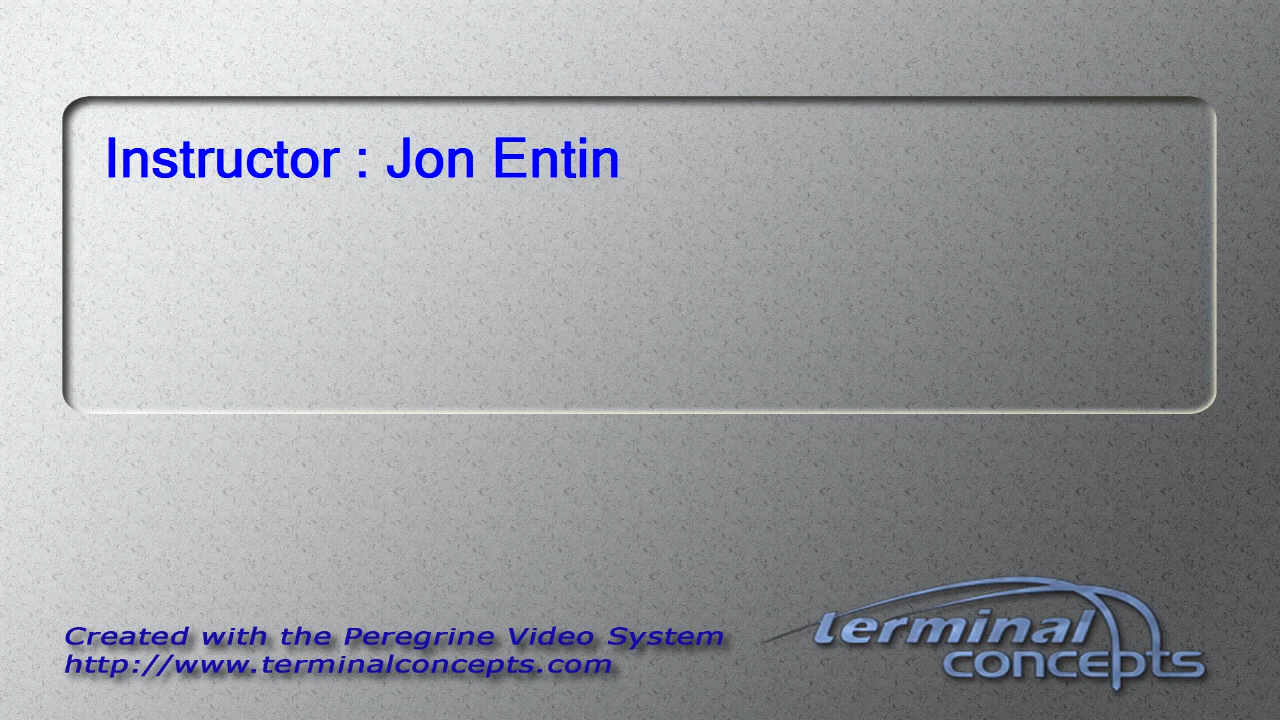 Instructor : Jon Entin
Created with the Peregrine Video System
http://www.terminalconcepts.com
terminal
concepts